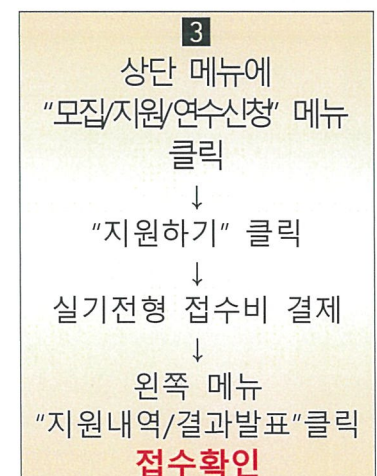 3
상단 메뉴에
"모집/지원/연수신청" 메뉴
클릭
↓
"지원하기" 클릭
↓
실기전형 접수비 결제
↓
왼쪽 메뉴
"지원내역/결과발표"클릭
접수확인